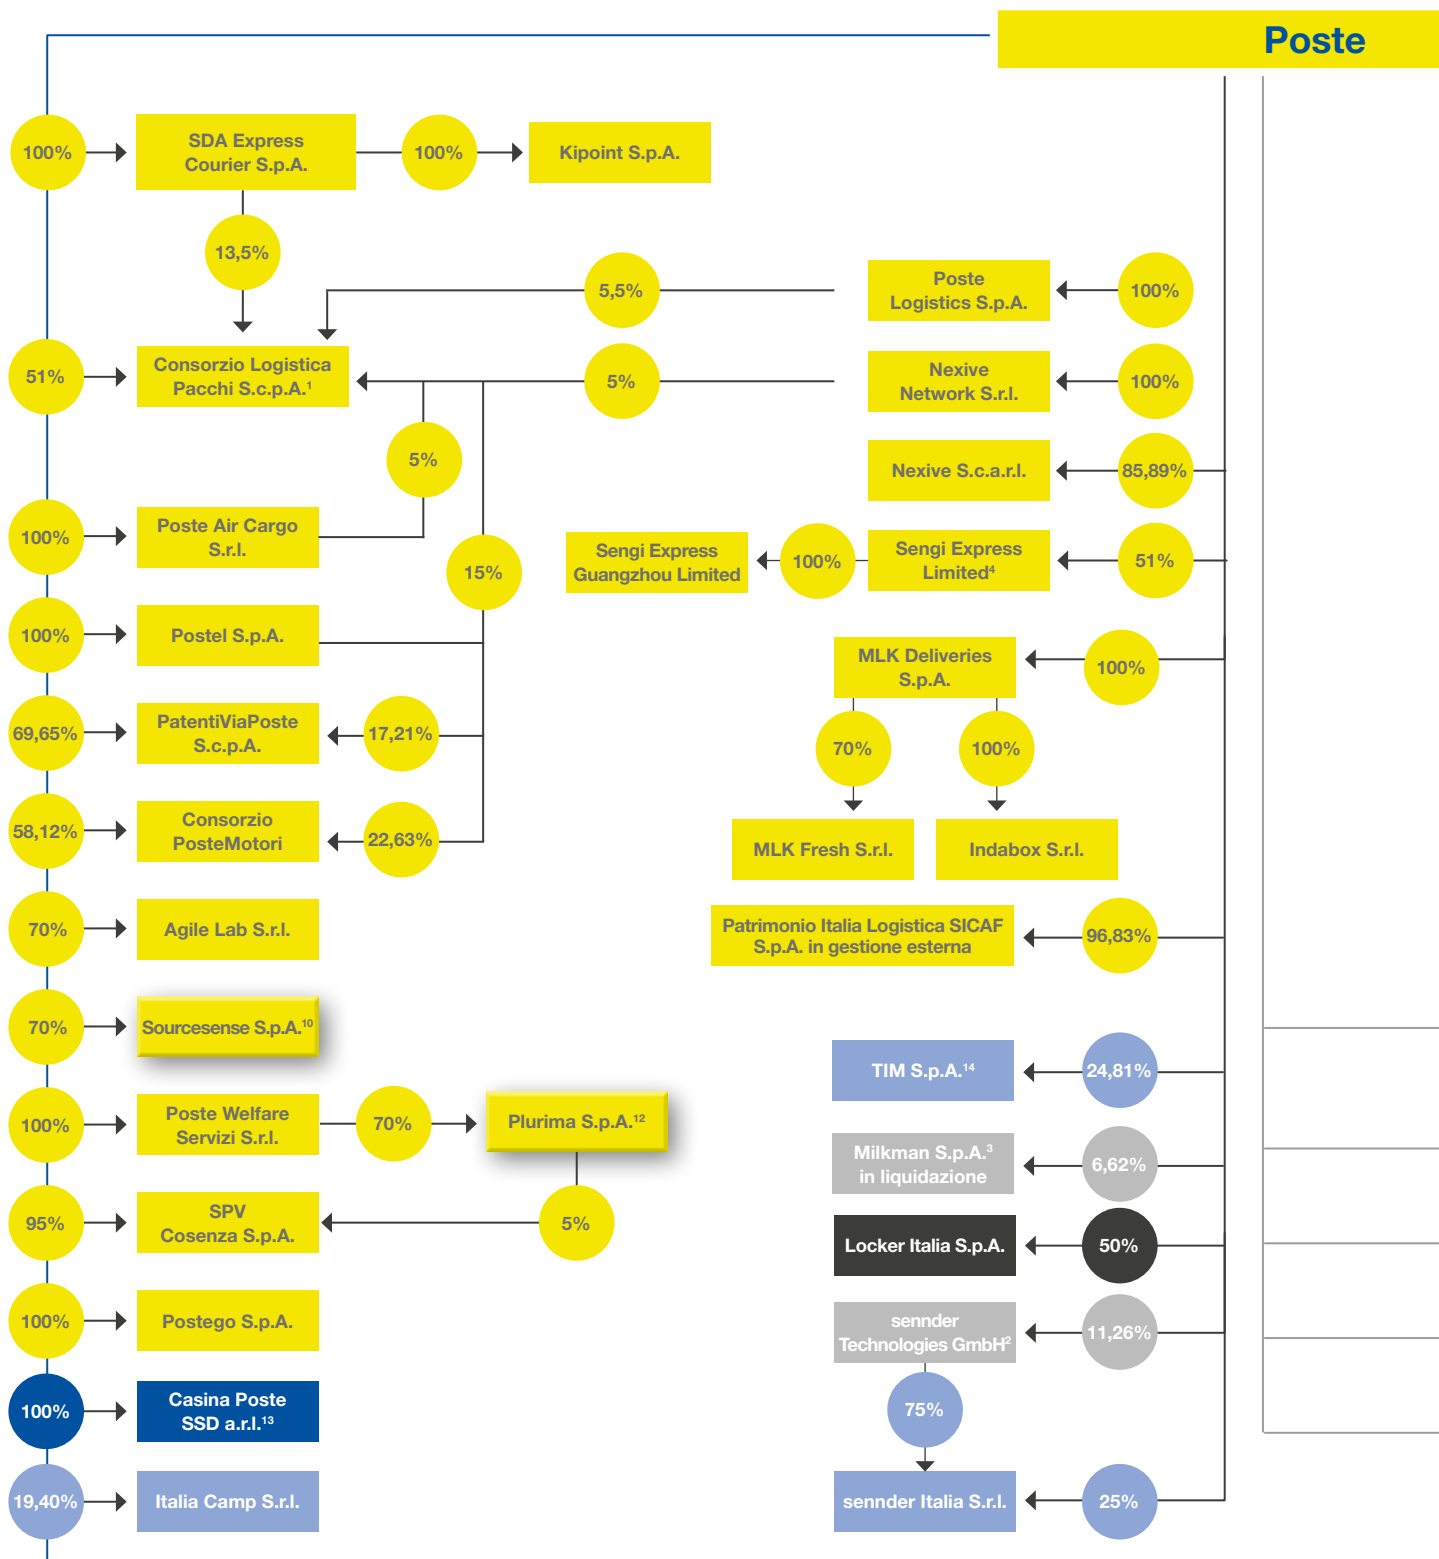 Poste
100%
SDA Express
Courier S.p.A.
100%
Kipoint S.p.A.
13,5%
5,5%
Poste
Logistics S.p.A.
100%
51%
Consorzio Logistica
Pacchi S.c.p.A.¹
5%
Nexive
Network S.r.l.
100%
5%
Nexive S.c.a.r.l.
85,89%
100%
Poste Air Cargo
S.r.l.
15%
Sengi Express
Guangzhou Limited
100%
Sengi Express
Limited⁴
51%
100%
Postel S.p.A.
MLK Deliveries
S.p.A.
100%
69,65%
PatentiViaPoste
S.c.p.A.
17,21%
70%
100%
58,12%
Consorzio
PosteMotori
22,63%
MLK Fresh S.r.l.
Indabox S.r.l.
70%
Agile Lab S.r.l.
Patrimonio Italia Logistica SICAF
S.p.A. in gestione esterna
96,83%
70%
Sourcesense S.p.A.¹⁰
TIM S.p.A.¹⁴
24,81%
100%
Poste Welfare
Servizi S.r.l.
70%
Plurima S.p.A.¹²
Milkman S.p.A.³
in liquidazione
6,62%
95%
SPV
Cosenza S.p.A.
5%
Locker Italia S.p.A.
50%
100%
Postego S.p.A.
sennder
Technologies GmbH²
11,26%
100%
Casina Poste
SSD a.r.l.¹³
75%
19,40%
Italia Camp S.r.l.
sennder Italia S.r.l.
25%